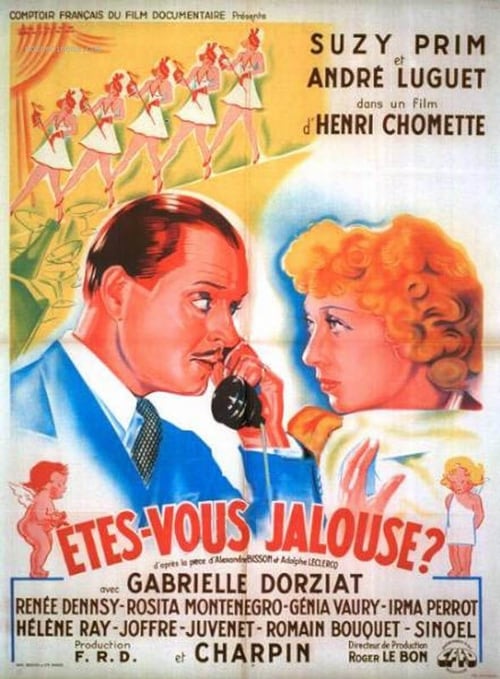 COMPTOIR FRANÇAIS DU FILM DOCUMENTAIRE Présente
SUZY PRIM
et
ANDRÉ LUGUET
dans un film
d'HENRI CHOMETTE
ÊTES-VOUS JALOUSE?
d'après la pièce d'Alexandre BISSON et Adolphe LECLERCQ
avec GABRIELLE DORZIAT
RENÉE DENNSY-ROSITA MONTENEGRO-GÉNIA VAURY-IRMA PERROT
HÉLÈNE RAY-JOFFRE-JUVENET-ROMAIN BOUQUET-SINOEL
Production
F. R. D.
et CHARPIN
Directeur de Production
ROGER LE BON